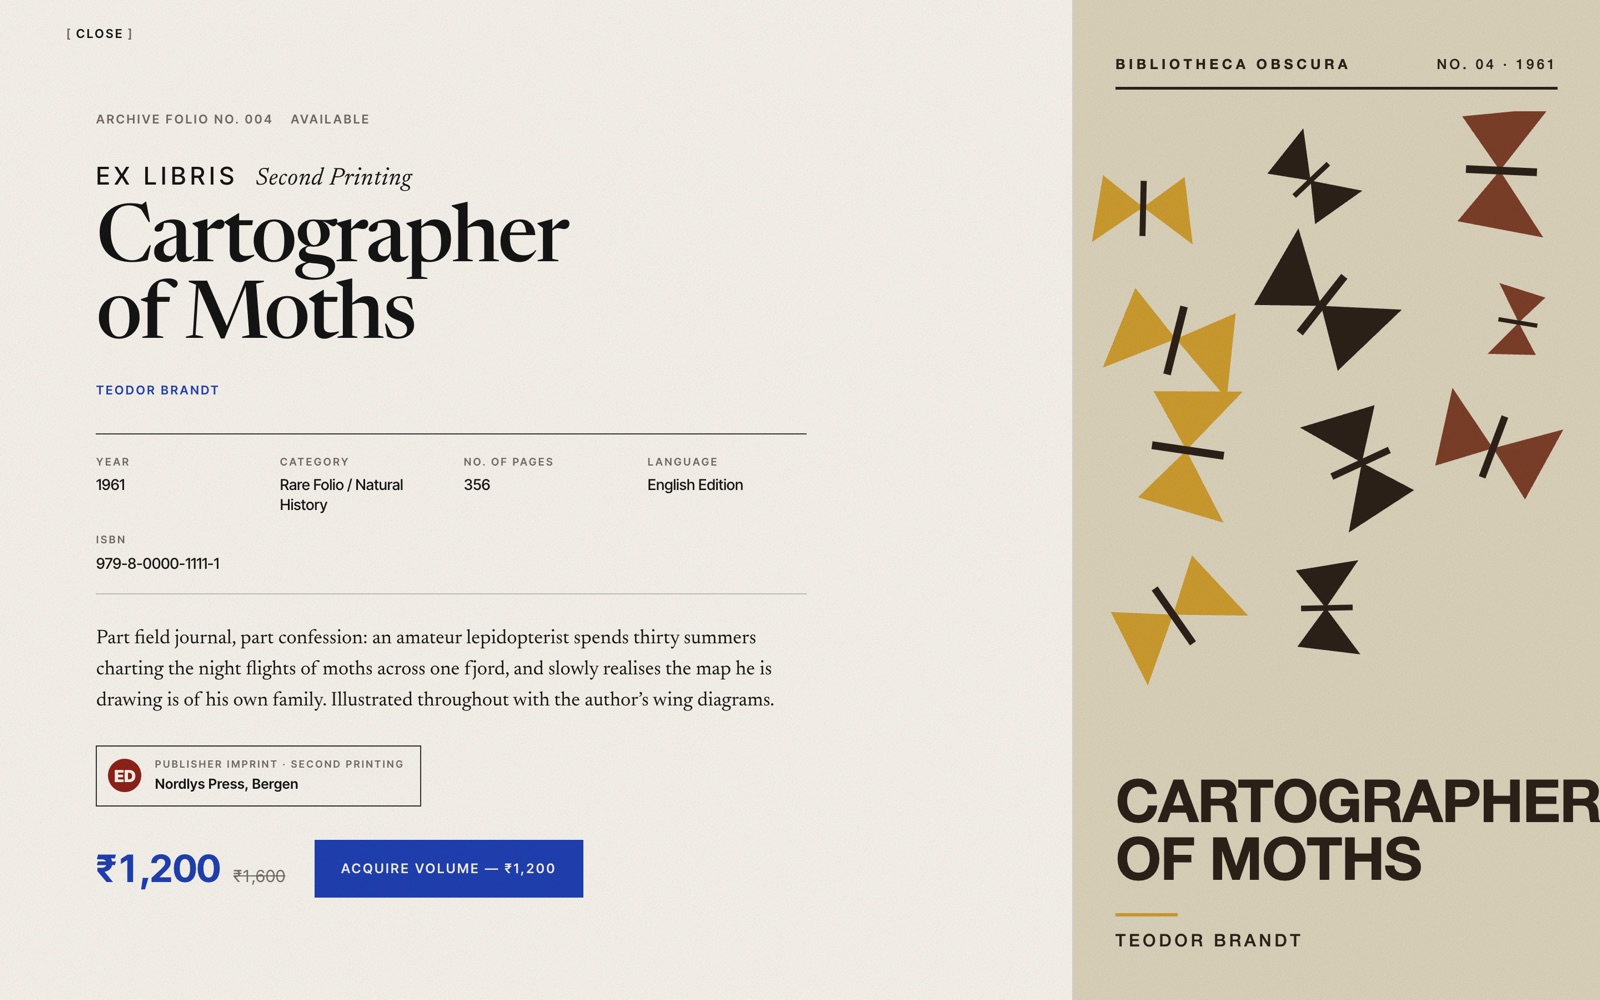 [ CLOSE ]
ARCHIVE FOLIO NO. 004 AVAILABLE
EX LIBRIS Second Printing
Cartographer
of Moths
TEODOR BRANDT
YEAR
1961
CATEGORY
Rare Folio / Natural
History
NO. OF PAGES
356
LANGUAGE
English Edition
ISBN
979-8-0000-1111-1
Part field journal, part confession: an amateur lepidopterist spends thirty summers
charting the night flights of moths across one fjord, and slowly realises the map he is
drawing is of his own family. Illustrated throughout with the author’s wing diagrams.
ED
PUBLISHER IMPRINT · SECOND PRINTING
Nordlys Press, Bergen
₹1,200 ₹1,600
ACQUIRE VOLUME — ₹1,200
BIBLIOTHECA OBSCURA
NO. 04 · 1961
CARTOGRAPHER
OF MOTHS
TEODOR BRANDT